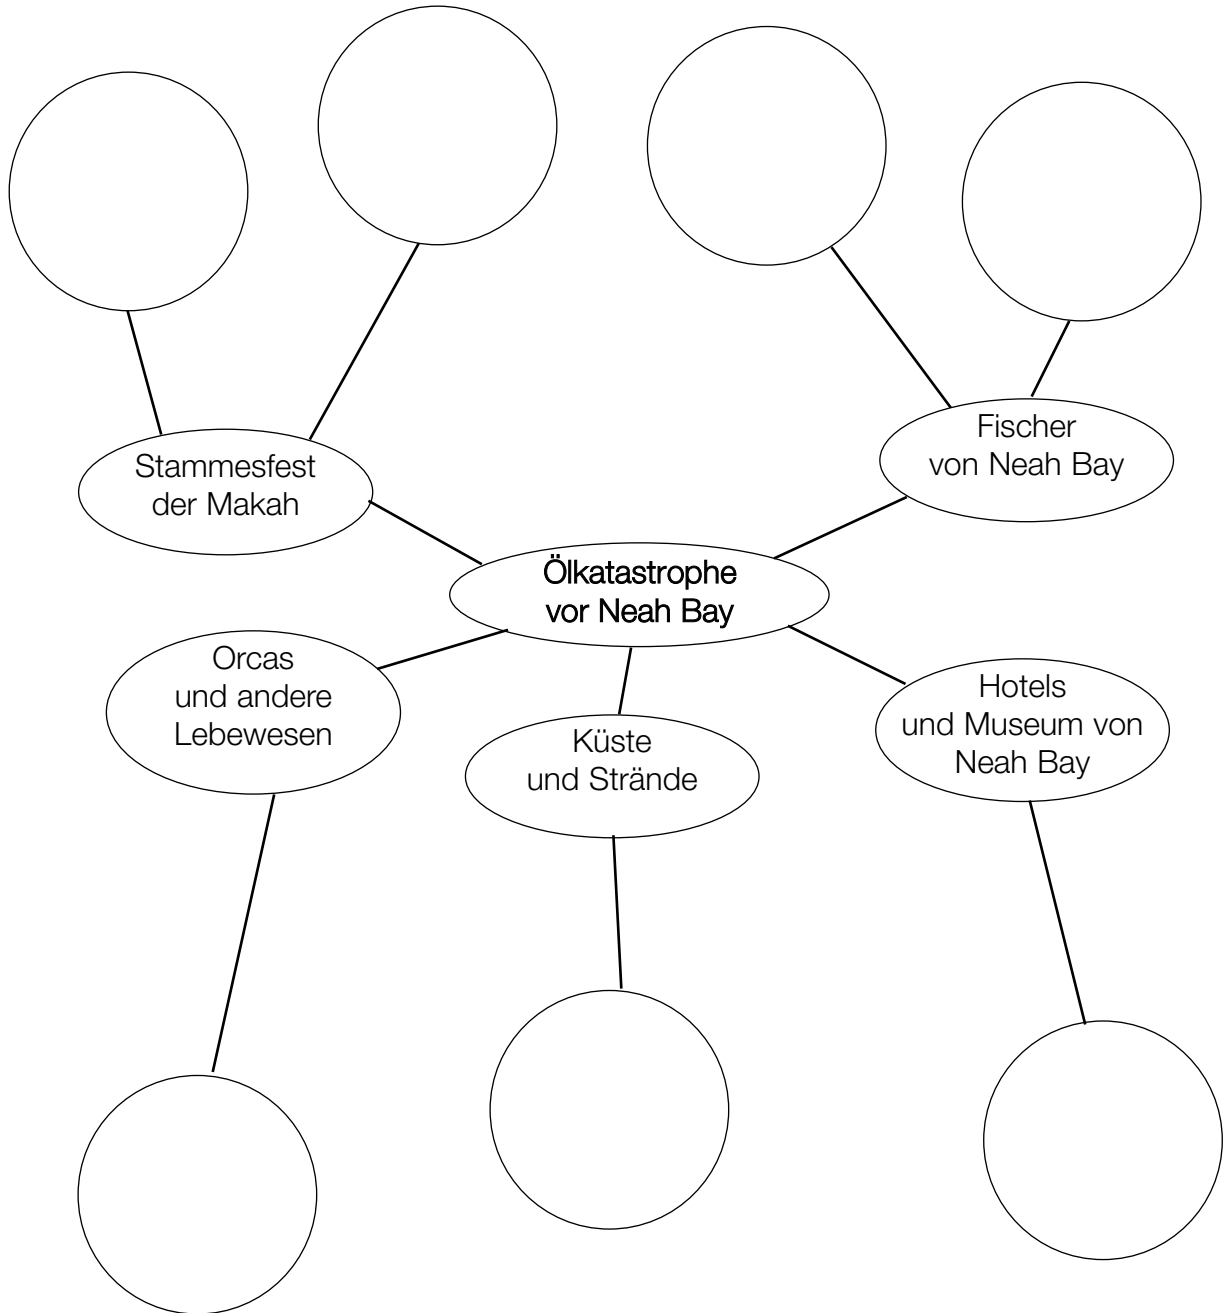 Fischer
von Neah Bay
Stammesfest
der Makah
Ölkatastrophe
vor Neah Bay
Orcas
und andere
Lebewesen
Küste
und Strände
Hotels
und Museum von
Neah Bay